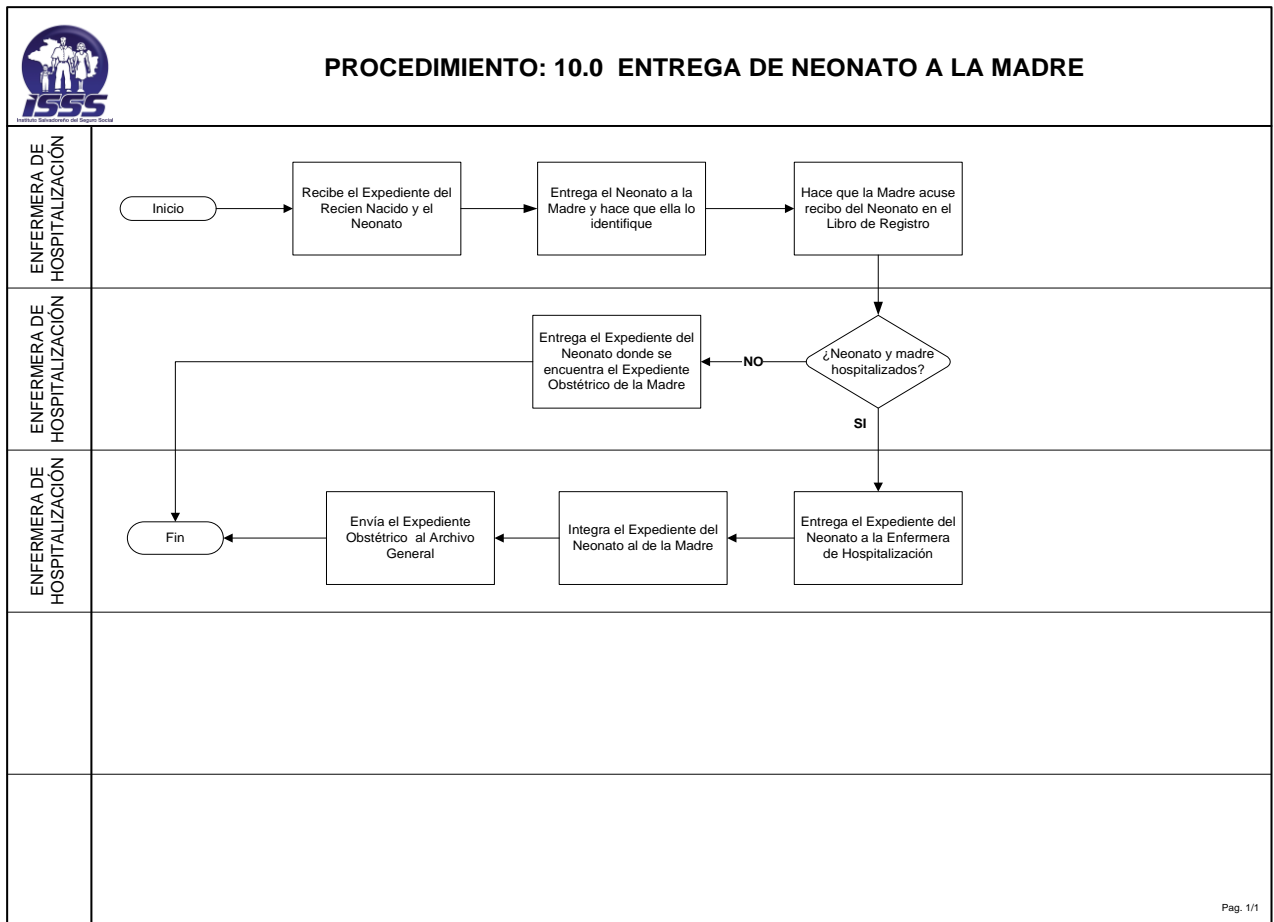 isss
Instituto Salvadoreño del Seguro Social
PROCEDIMIENTO: 10.0 ENTREGA DE NEONATO A LA MADRE
ENFERMERA DE
HOSPITALIZACIÓN
Inicio
Recibe el Expediente del
Recien Nacido y el
Neonato
Entrega el Neonato a la
Madre y hace que ella lo
identifique
Hace que la Madre acuse
recibo del Neonato en el
Libro de Registro
ENFERMERA DE
HOSPITALIZACIÓN
Entrega el Expediente del
Neonato donde se
encuentra el Expediente
Obstétrico de la Madre
NO
¿Neonato y madre
hospitalizados?
SI
ENFERMERA DE
HOSPITALIZACIÓN
Fin
Envía el Expediente
Obstétrico al Archivo
General
Integra el Expediente del
Neonato al de la Madre
Entrega el Expediente del
Neonato a la Enfermera
de Hospitalización
Pag. 1/1